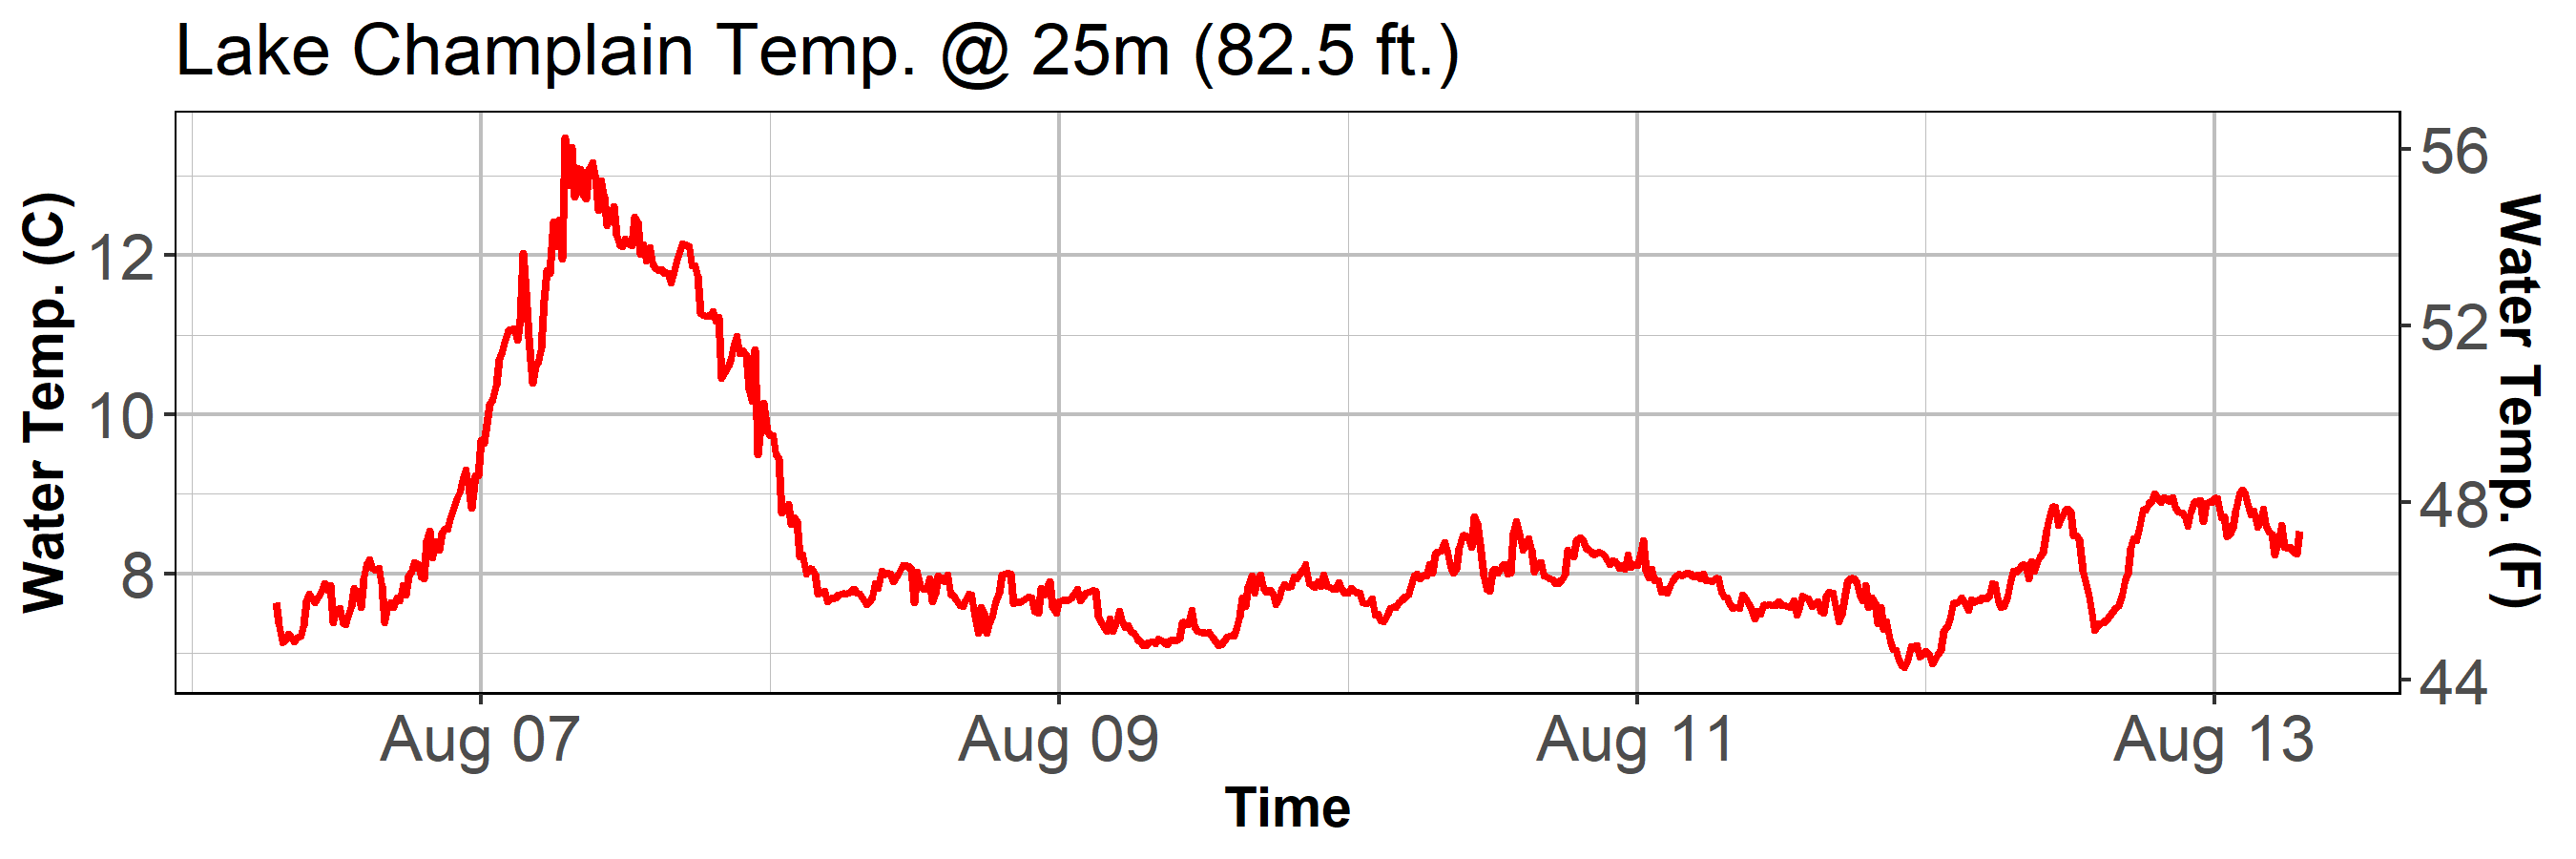 Lake Champlain Temp. @ 25m (82.5 ft.)
Water Temp. (C)
12
10
8
56
52
48
44
Water Temp. (F)
Aug 07
Aug 09
Aug 11
Aug 13
Time